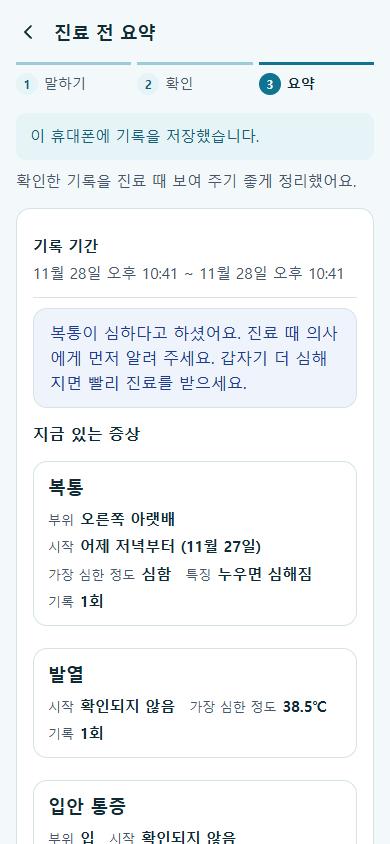 진료 전 요약
1 말하기 2 확인 3 요약
이 휴대폰에 기록을 저장했습니다.
확인한 기록을 진료 때 보여 주기 좋게 정리했어요.
기록 기간
11월 28일 오후 10:41 ~ 11월 28일 오후 10:41
복통이 심하다고 하셨어요. 진료 때 의사
에게 먼저 알려 주세요. 갑자기 더 심해
지면 빨리 진료를 받으세요.
지금 있는 증상
복통
부위 오른쪽 아랫배
시작 어제 저녁부터 (11월 27일)
가장 심한 정도 심함 특징 누우면 심해짐
기록 1회
발열
시작 확인되지 않음 가장 심한 정도 38.5℃
기록 1회
입안 통증
부위 입 시작 확인되지 않음